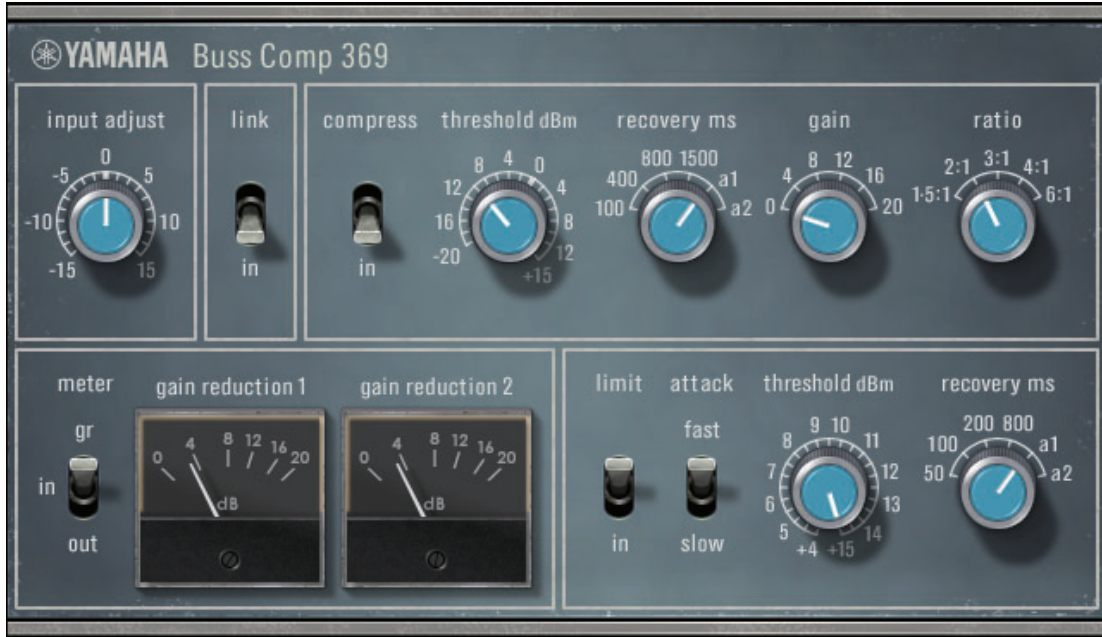 YAMAHA Buss Comp 369
input adjust
0
-5 5
-10 10
-15 15
link
in
compress
in
threshold dBm
4
8 0
12 4
16 8
-20 12
+15
recovery ms
800 1500
400 a1
100 a2
gain
8 12
4 16
0 20
ratio
3:1
2:1 4:1
1·5:1 6:1
meter
gr
in
out
gain reduction 1
0 4 8 12 16 20
dB
gain reduction 2
0 4 8 12 16 20
dB
limit
in
attack
fast
slow
threshold dBm
9 10
8 11
7 12
6 13
5 14
+4 +15
recovery ms
200 800
100 a1
50 a2